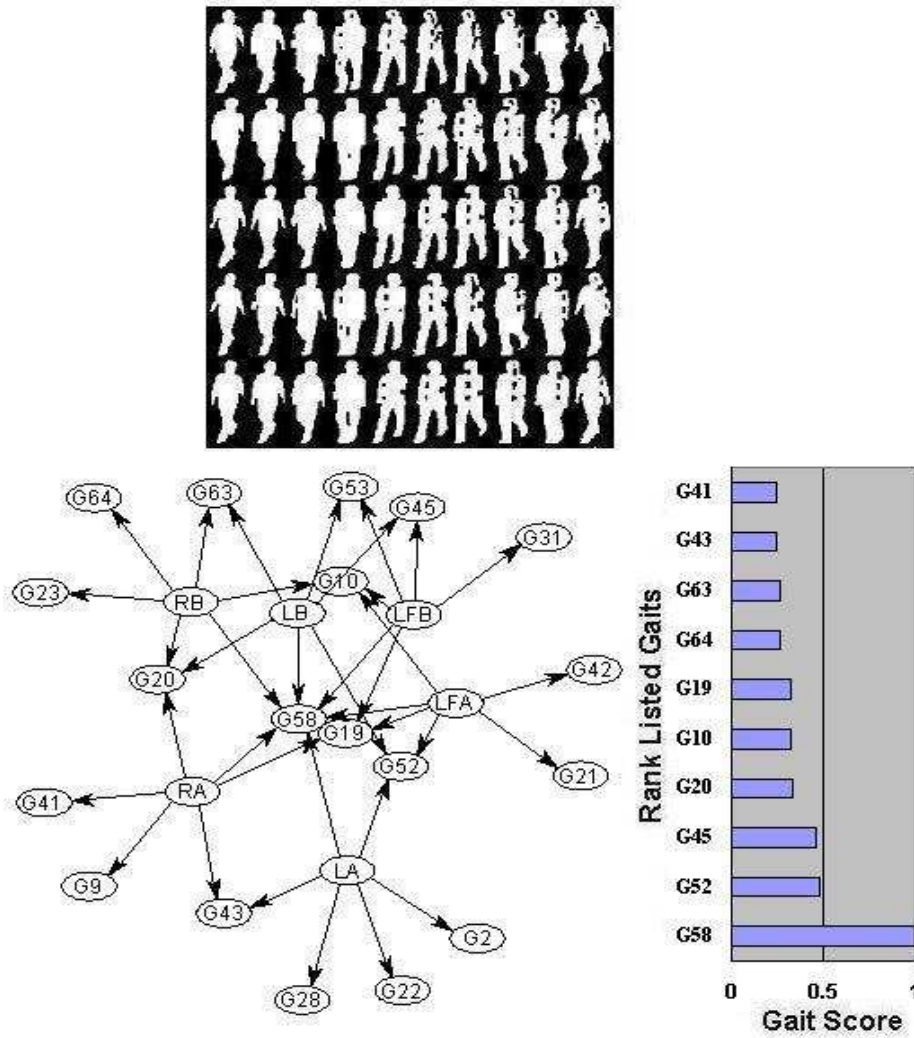 G64
G63
G53
G45
G31
G23
RB
LB
G10
LFB
G20
G58
G19
LFA
G42
G52
G21
G41
RA
G9
G43
LA
G2
G28
G22
Rank Listed Gaits
G41
G43
G63
G64
G19
G10
G20
G45
G52
G58
0 0.5 1
Gait Score